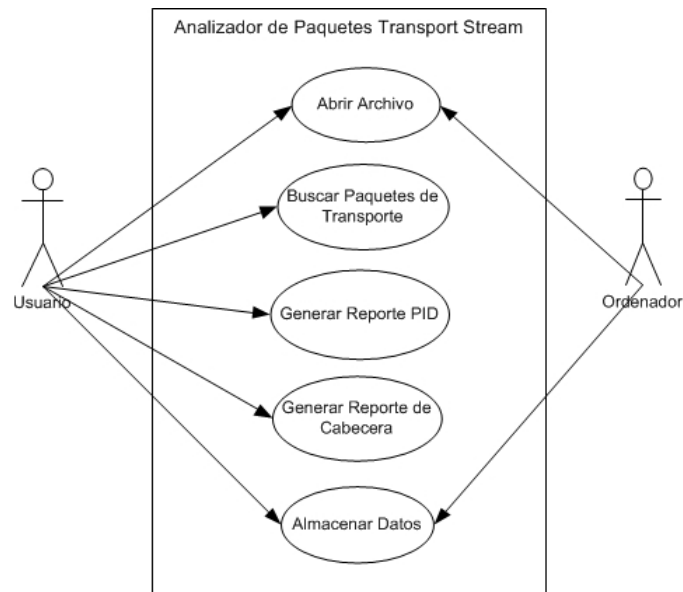 Analizador de Paquetes Transport Stream
Abrir Archivo
Buscar Paquetes de
Transporte
Usuario
Ordenador
Generar Reporte PID
Generar Reporte de
Cabecera
Almacenar Datos